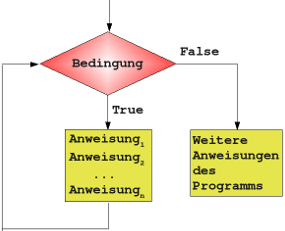 Bedingung
False
True
Anweisung1
Anweisung2
...
Anweisungn
Weitere
Anweisungen
des
Programms